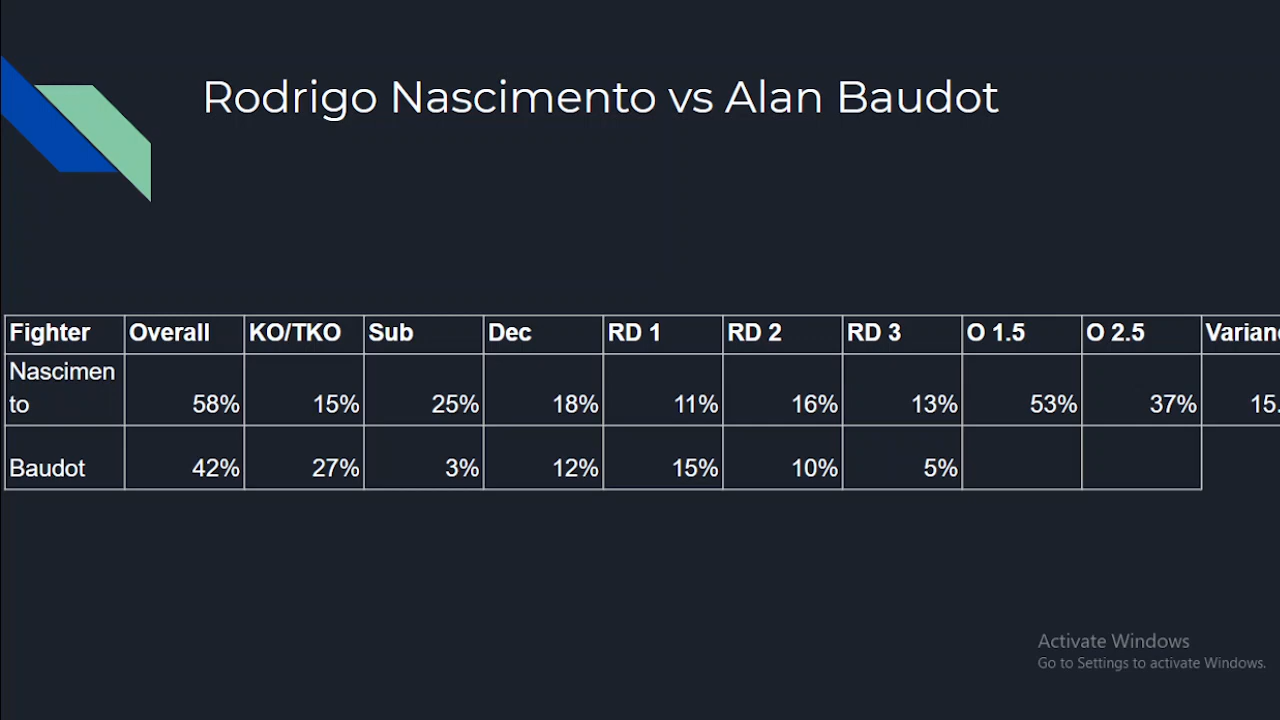 Rodrigo Nascimento vs Alan Baudot
Fighter Overall KO/TKO Sub Dec RD 1 RD 2 RD 3 O 1.5 O 2.5 Varian
Nascimen
to 58% 15% 25% 18% 11% 16% 13% 53% 37% 15.
Baudot 42% 27% 3% 12% 15% 10% 5%
Activate Windows
Go to Settings to activate Windows.